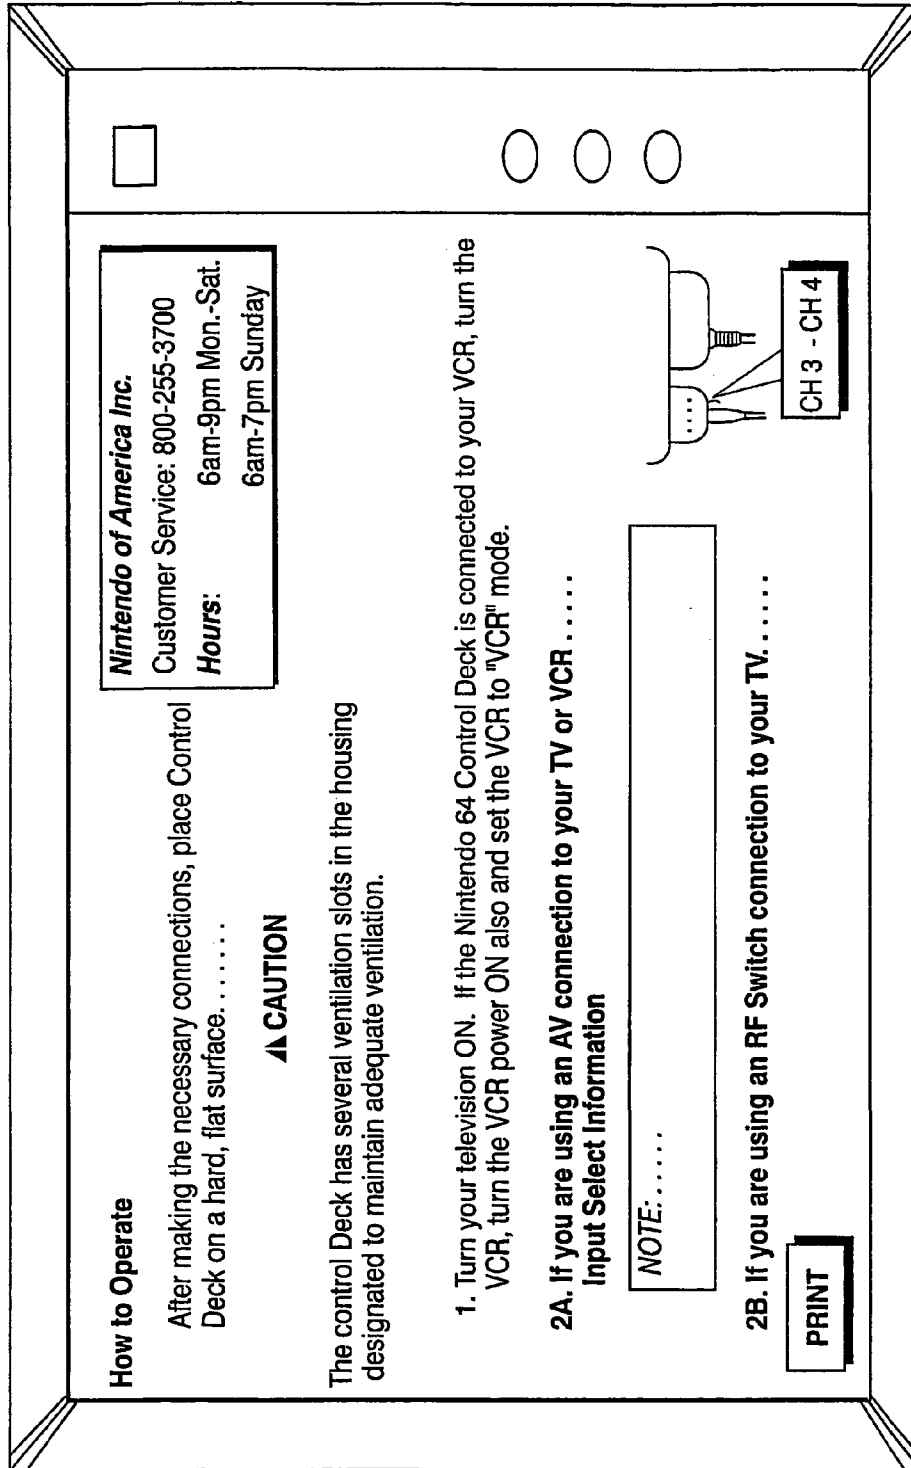 How to Operate
Nintendo of America Inc.
Customer Service: 800-255-3700
Hours: 6am-9pm Mon.-Sat.
6am-7pm Sunday
After making the necessary connections, place Control
Deck on a hard, flat surface.......
CAUTION
The control Deck has several ventilation slots in the housing
designated to maintain adequate ventilation.
1. Turn your television ON. If the Nintendo 64 Control Deck is connected to your VCR, turn the
VCR, turn the VCR power ON also and set the VCR to "VCR" mode.
2A. If you are using an AV connection to your TV or VCR.....
Input Select Information
NOTE:.....
2B. If you are using an RF Switch connection to your TV......
CH 3 - CH 4
PRINT